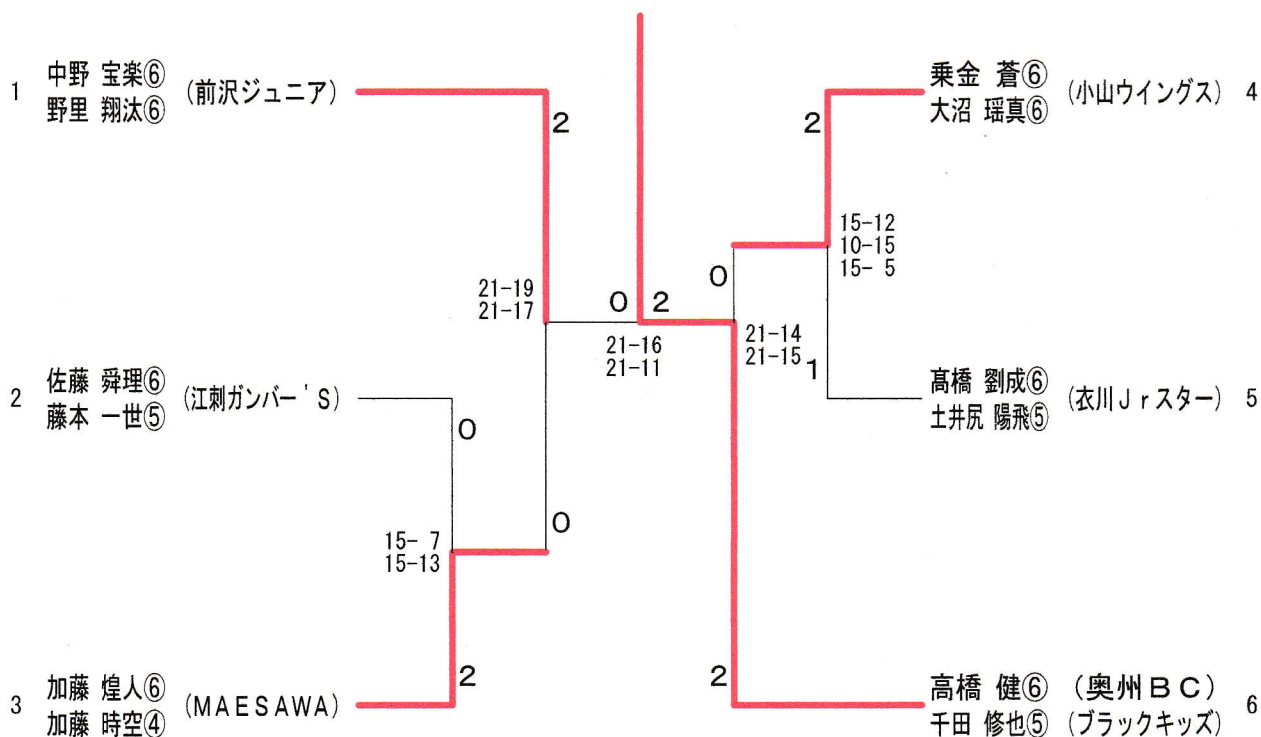 1 中野 宝楽⑥ (前沢ジュニア)
野里 翔汰⑥
2
21-19
21-17
2 佐藤 舜理⑥ (江刺ガンバー'S)
藤本 一世⑤
0
15- 7
15-13
0
3 加藤 煌人⑥ (MAESAWA)
加藤 時空④
2
0 2
21-16
21-11
乗金 蒼⑥ (小山ウイングス) 4
大沼 瑶真⑥
2
15-12
10-15
15- 5
0
21-14
21-15
1
髙橋 劉成⑥ (衣川Jrスター) 5
土井尻 陽飛⑤
2
高橋 健⑥ (奥州BC) 6
千田 修也⑤ (ブラックキッズ)